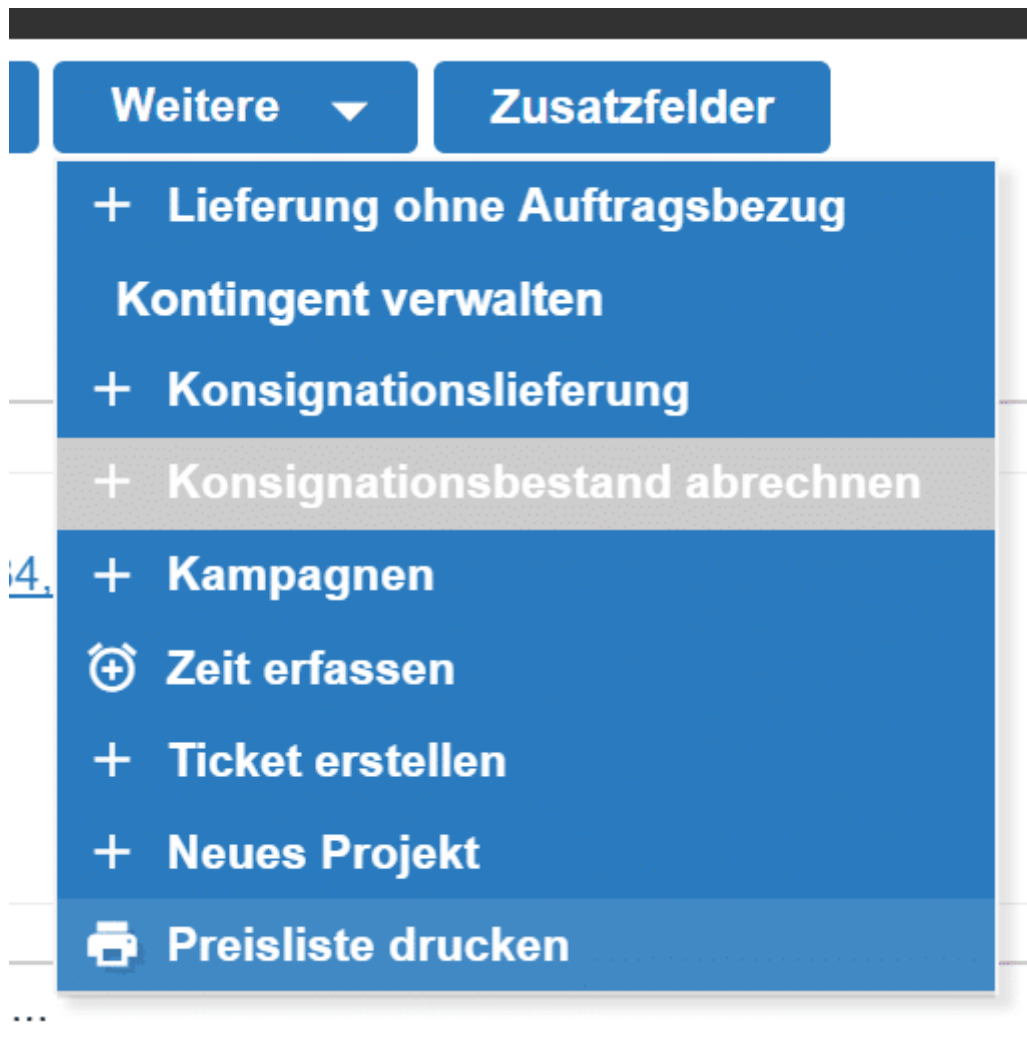 Weitere
Zusatzfelder
Lieferung ohne Auftragsbezug
Kontingent verwalten
Konsignationslieferung
Konsignationsbestand abrechnen
4,
Kampagnen
Zeit erfassen
Ticket erstellen
Neues Projekt
Preisliste drucken
...